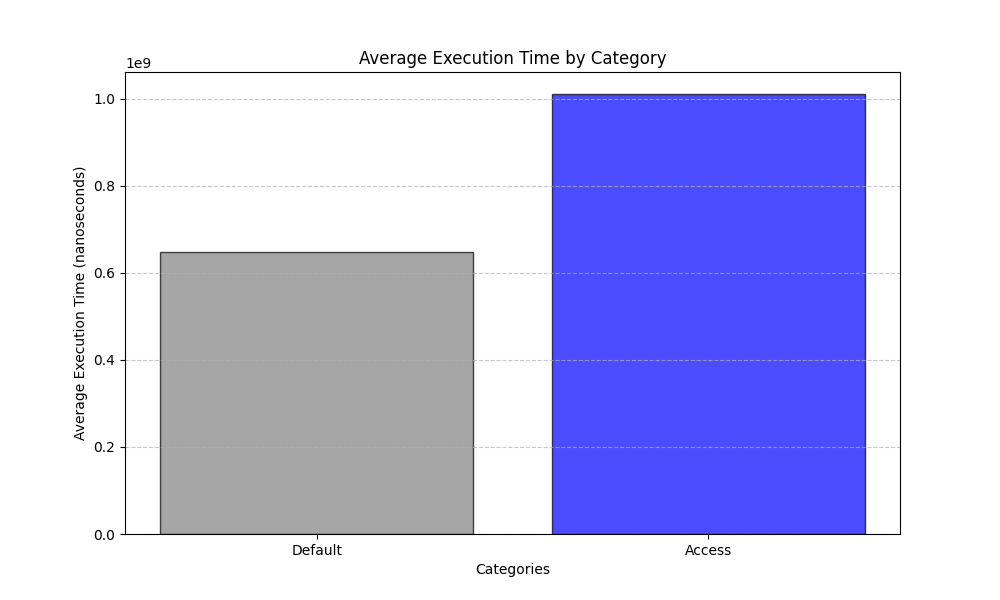 Average Execution Time by Category
1e9
Average Execution Time (nanoseconds)
1.0
0.8
0.6
0.4
0.2
0.0
Default
Access
Categories